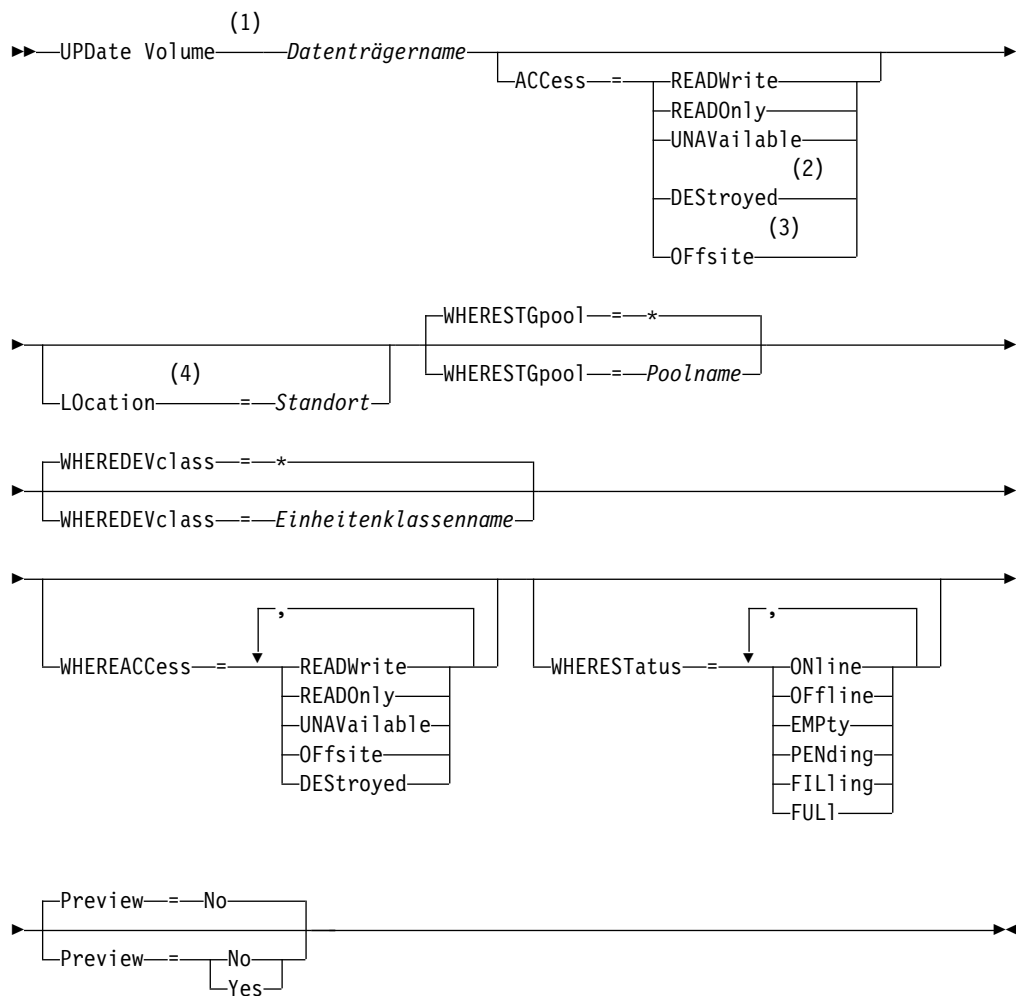 (1)
UPDate Volume Datenträgername
ACCess = READWrite
READOnly
UNAVailable
(2)
DEStroyed
(3)
OFfsite
WHERESTGpool = *
(4)
WHERESTGpool = Poolname
LOcation = Standort
WHEREDEVclass = *
WHEREDEVclass = Einheitenklassenname
, ,
WHEREACCess = READWrite WHERESTatus = ONline
READOnly OFfline
UNAVailable EMPty
OFfsite PENding
DEStroyed FILling
FULl
Preview = No
Preview = No
Yes